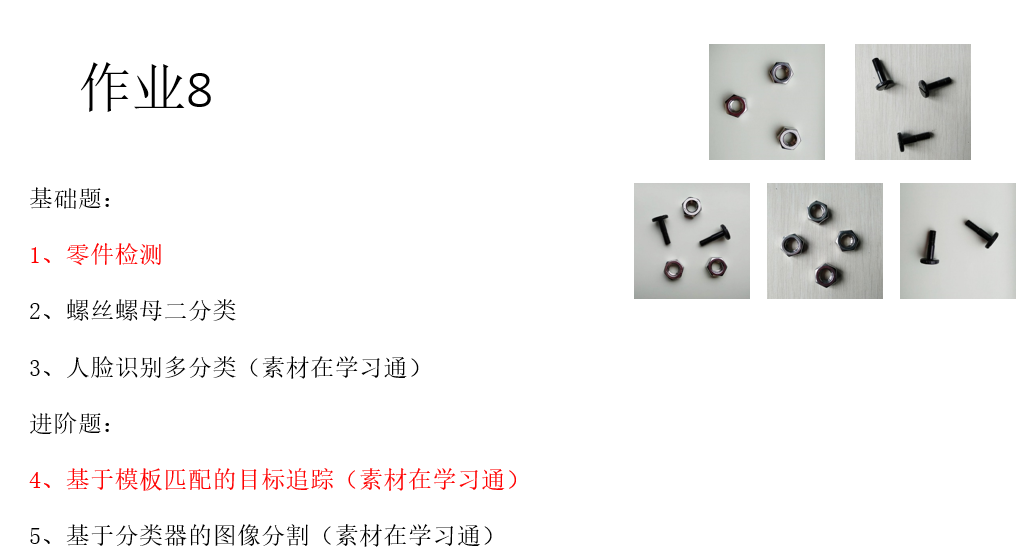 作业8
基础题：
1、零件检测
2、螺丝螺母二分类
3、人脸识别多分类（素材在学习通）
进阶题：
4、基于模板匹配的目标追踪（素材在学习通）
5、基于分类器的图像分割（素材在学习通）